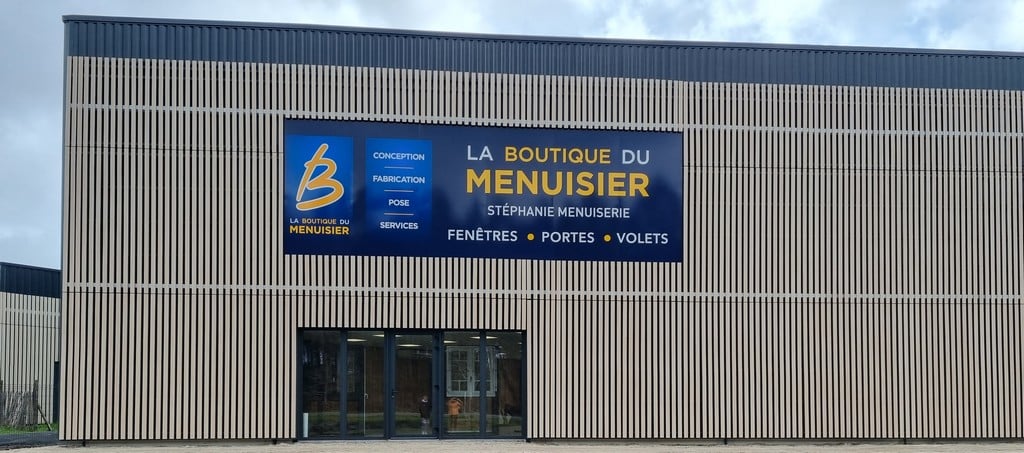 B
LA BOUTIQUE DU
MENUISIER
CONCEPTION
FABRICATION
POSE
SERVICES
LA BOUTIQUE DU
MENUISIER
STÉPHANIE MENUISERIE
FENÊTRES • PORTES • VOLETS